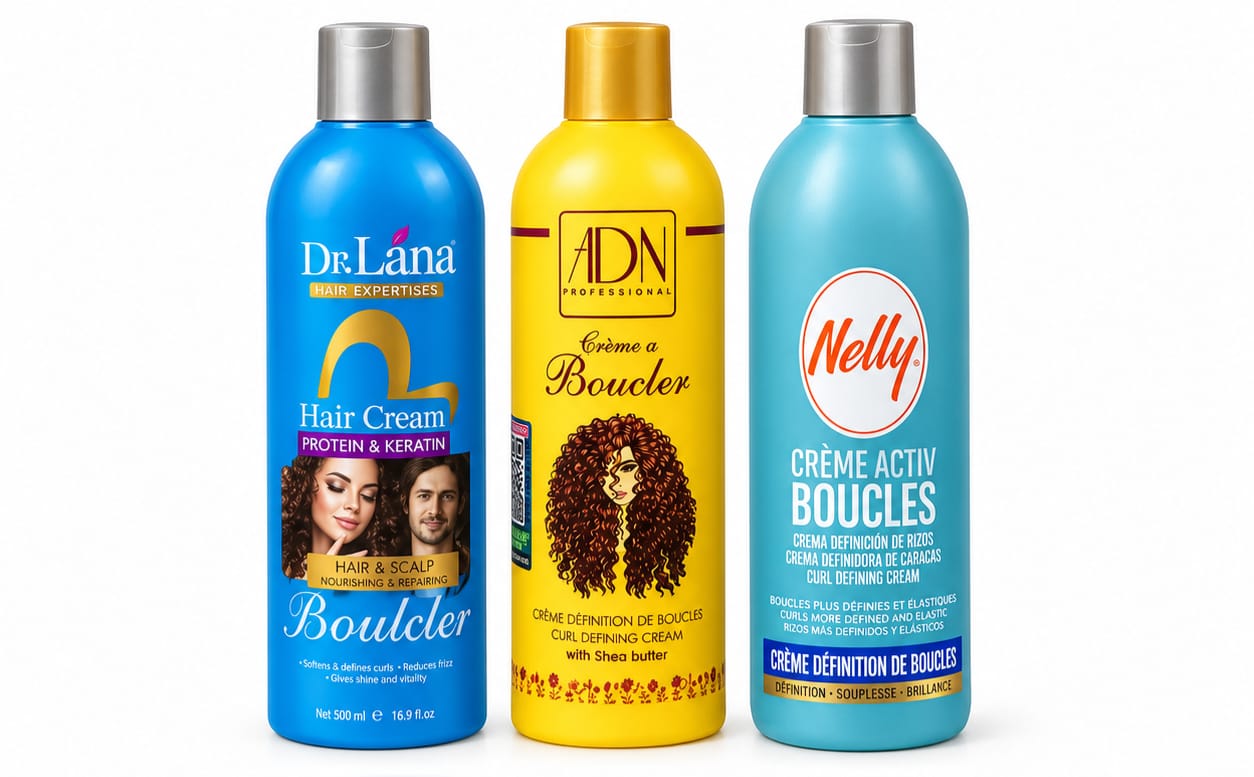 Dr. Lána®
HAIR EXPERTISES
Hair Cream
PROTEIN & KERATIN
HAIR & SCALP
NOURISHING & REPAIRING
Boulcler
• Softens & defines curls • Reduces frizz
• Gives shine and vitality
Net 500 ml e 16.9 fl.oz
ADN
PROFESSIONAL
Crème a
Boucler
CRÈME DÉFINITION DE BOUCLES
CURL DEFINING CREAM
with Shea butter
Nelly®
CRÈME ACTIV
BOUCLES
CREMA DEFINICIÓN DE RIZOS
CREMA DEFINIDORA DE CARACAS
CURL DEFINING CREAM
BOUCLES PLUS DÉFINIES ET ÉLASTIQUES
CURLS MORE DEFINED AND ELASTIC
RIZOS MÁS DEFINIDOS Y ELÁSTICOS
CRÈME DÉFINITION DE BOUCLES
DÉFINITION · SOUPLESSE · BRILLANCE